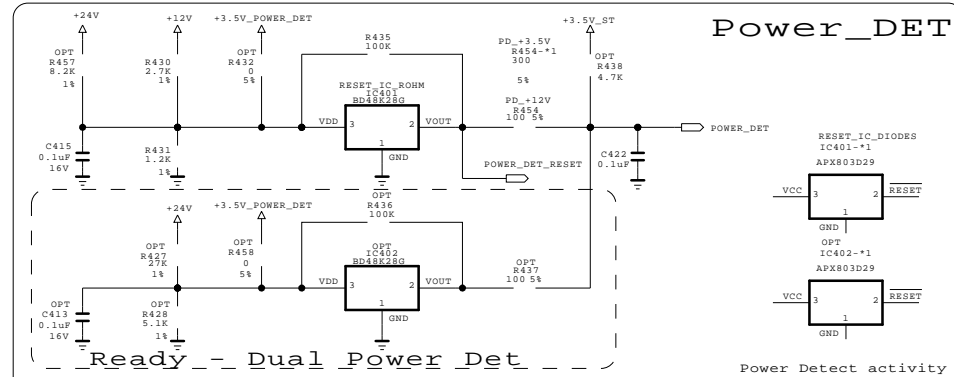 Power_DET
+24V
+12V
+3.5V_POWER_DET
+3.5V_ST
OPT
R457
8.2K
1%
R430
2.7K
1%
OPT
R432
0
5%
R435
100K
PD_+3.5V
R454-*1
300
5%
OPT
R438
4.7K
RESET_IC_ROHM
IC401
BD48K28G
VDD
3
2
VOUT
1
GND
PD_+12V
R454
100 5%
POWER_DET
C415
0.1uF
16V
R431
1.2K
1%
POWER_DET_RESET
C422
0.1uF
RESET_IC_DIODES
IC401-*1
APX803D29
VCC
3
2
RESET
1
GND
+24V
+3.5V_POWER_DET
OPT
R427
27K
1%
OPT
R458
0
5%
OPT
R436
100K
OPT
IC402
BD48K28G
VDD
3
2
VOUT
1
GND
OPT
R437
100 5%
OPT
C413
0.1uF
16V
OPT
R428
5.1K
1%
OPT
IC402-*1
APX803D29
VCC
3
2
RESET
1
GND
Ready - Dual Power Det
Power Detect activity